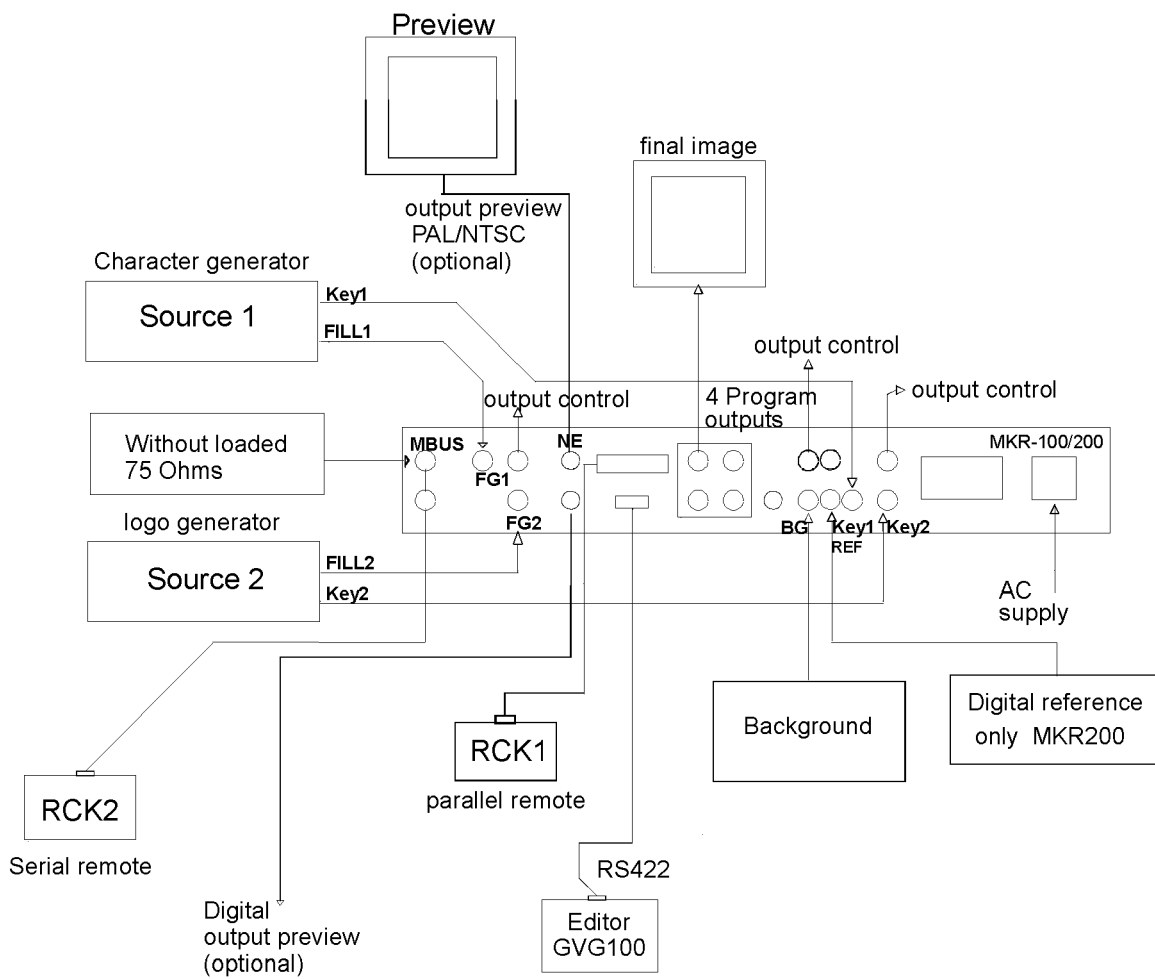 Preview
final image
output preview
PAL/NTSC
(optional)
Character generator
Source 1
Key1
FILL1
output control
output control
output control
4 Program
outputs
Without loaded
75 Ohms
MBUS
NE
MKR-100/200
FG1
FG2
BG
Key1
Key2
REF
logo generator
Source 2
FILL2
Key2
AC
supply
Background
Digital reference
only MKR200
RCK1
parallel remote
RCK2
Serial remote
RS422
Digital
output preview
(optional)
Editor
GVG100